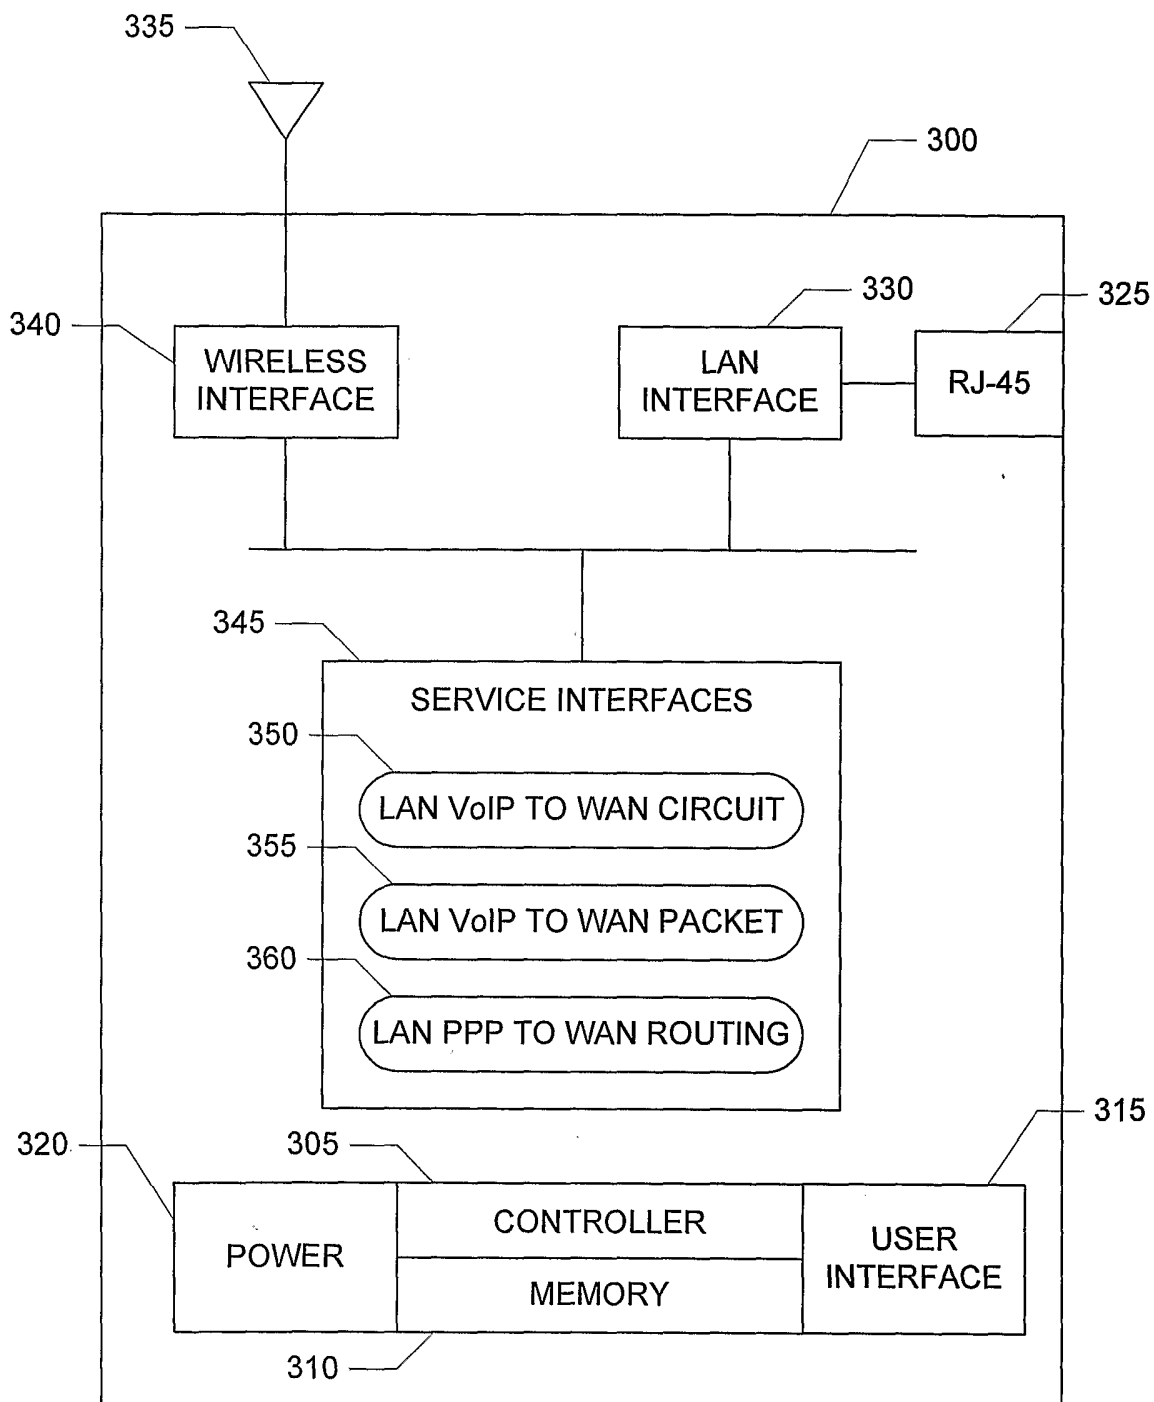 335
300
330
325
340
WIRELESS
INTERFACE
LAN
INTERFACE
RJ-45
345
SERVICE INTERFACES
350
LAN VoIP TO WAN CIRCUIT
355
LAN VoIP TO WAN PACKET
360
LAN PPP TO WAN ROUTING
315
320
305
CONTROLLER
POWER
USER
INTERFACE
MEMORY
310